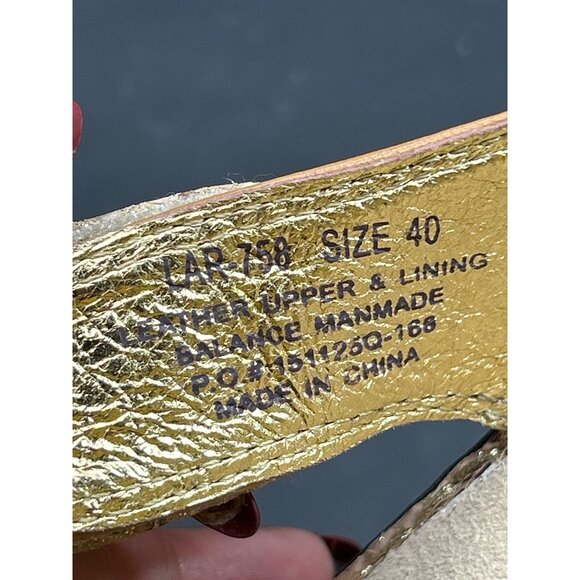 LAR-758 SIZE 40
LEATHER UPPER & LINING
BALANCE MANMADE
P.O.#:151125Q-168
MADE IN CHINA